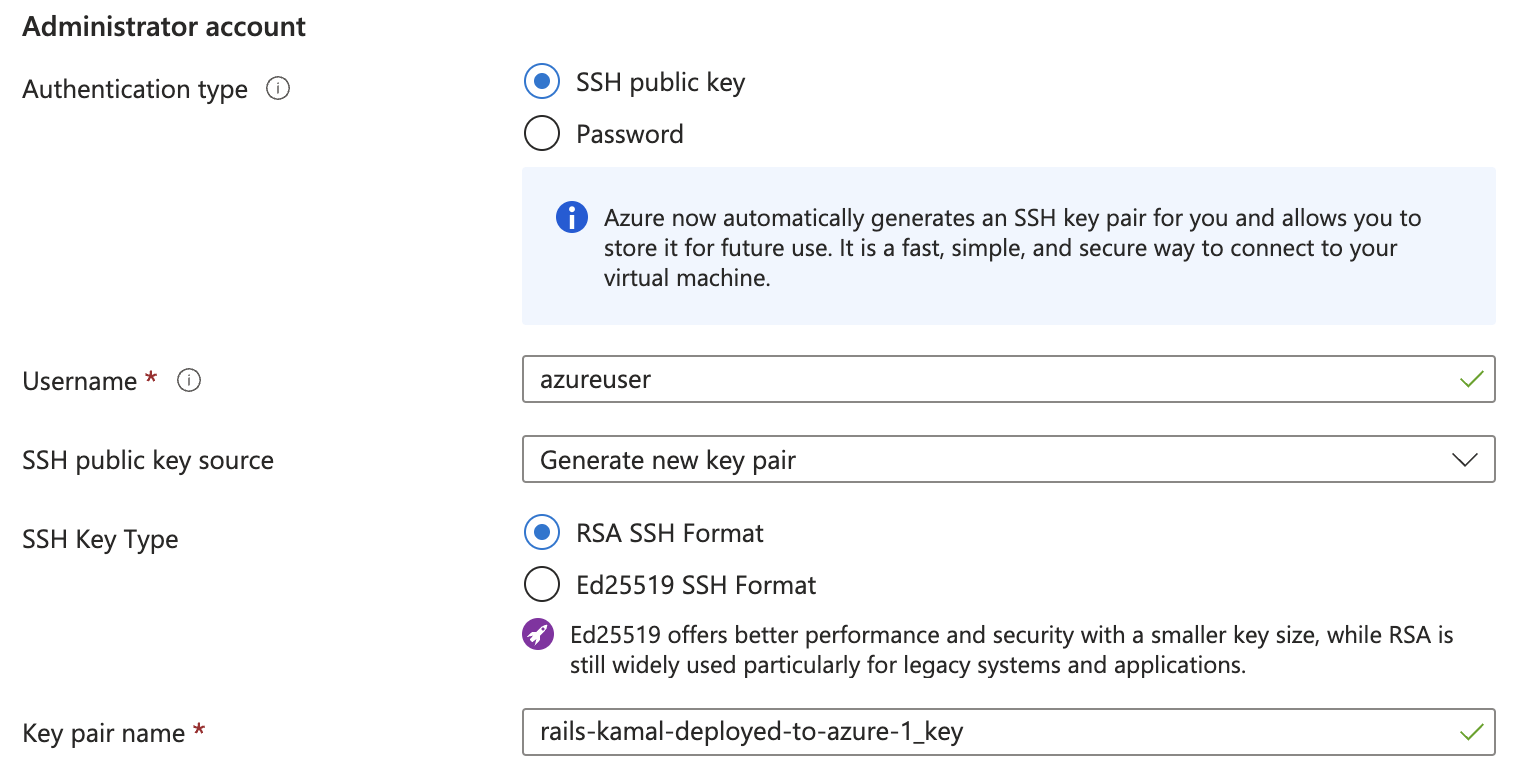 Administrator account
Authentication type
SSH public key
Password
Azure now automatically generates an SSH key pair for you and allows you to
store it for future use. It is a fast, simple, and secure way to connect to your
virtual machine.
Username *
azureuser
SSH public key source
Generate new key pair
SSH Key Type
RSA SSH Format
Ed25519 SSH Format
Ed25519 offers better performance and security with a smaller key size, while RSA is
still widely used particularly for legacy systems and applications.
Key pair name *
rails-kamal-deployed-to-azure-1_key